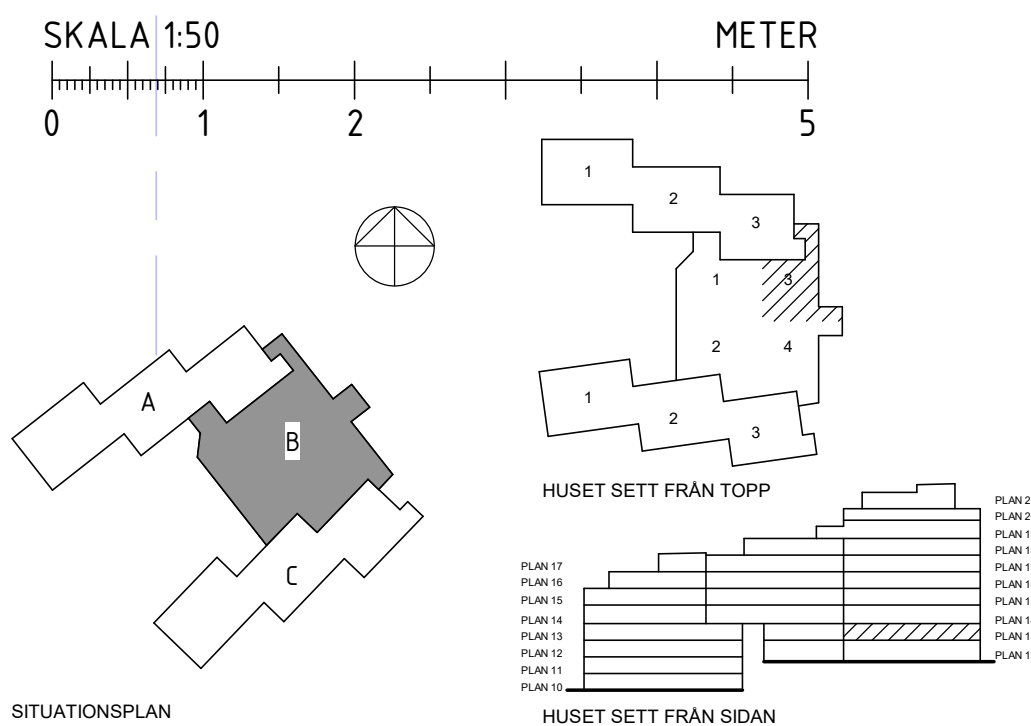 SKALA 1:50 METER
0 1 2 5
A
B
C
SITUATIONSPLAN
1
2
3
1
3
2
4
1
2
3
HUSET SETT FRÅN TOPP
PLAN 17
PLAN 16
PLAN 15
PLAN 14
PLAN 13
PLAN 12
PLAN 11
PLAN 10
PLAN 2
PLAN 2
PLAN 1
PLAN 1
PLAN 1
PLAN 1
PLAN 1
PLAN 1
PLAN 1
PLAN 1
HUSET SETT FRÅN SIDAN